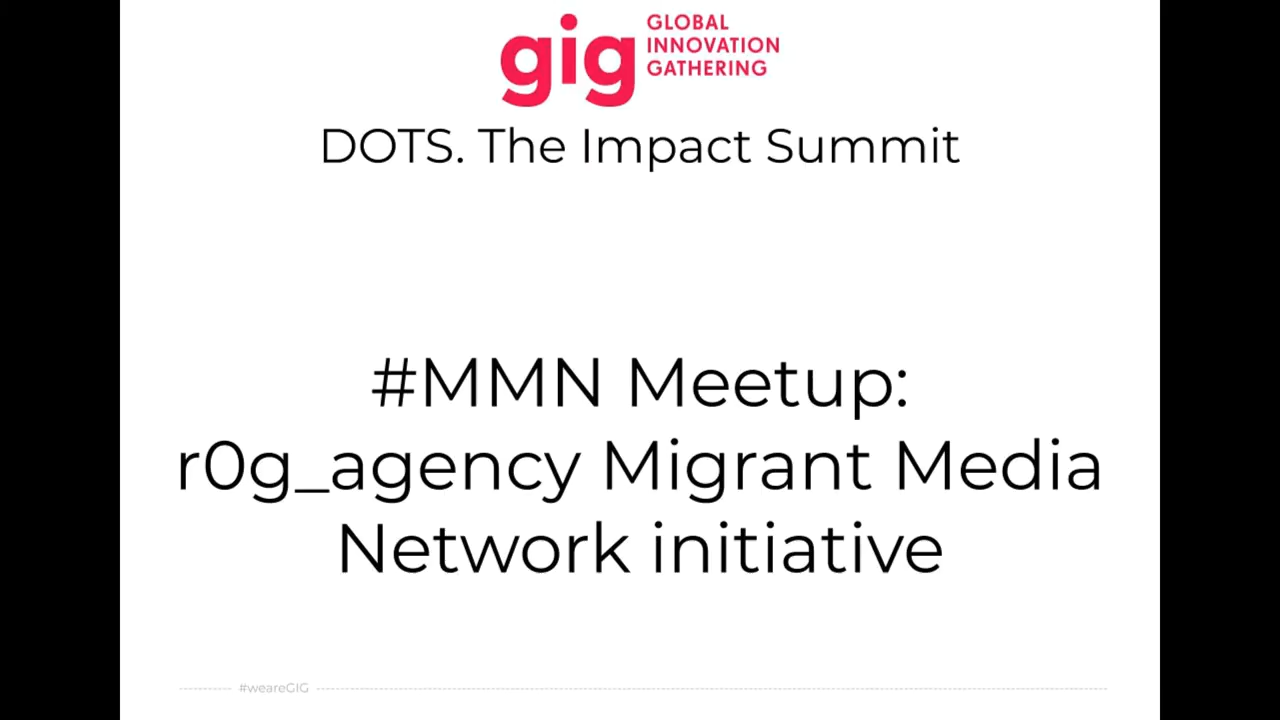 gig
GLOBAL
INNOVATION
GATHERING
DOTS. The Impact Summit
#MMN Meetup:
r0g_agency Migrant Media
Network initiative
#weareGIG